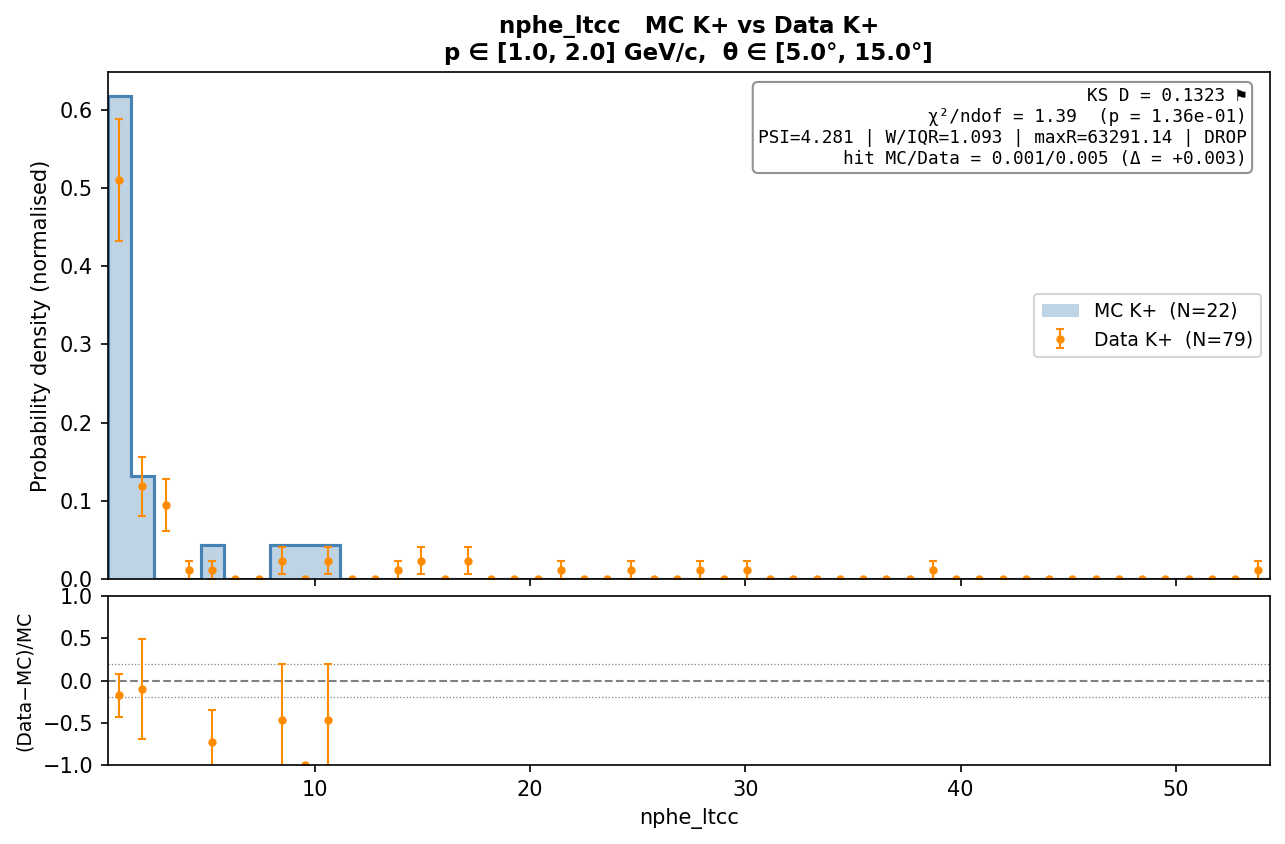 nphe_ltcc   MC K+ vs Data K+
p ∈ [1.0, 2.0] GeV/c,  θ ∈ [5.0°, 15.0°]
KS D = 0.1323 ⚑
χ²/ndof = 1.39  (p = 1.36e-01)
PSI=4.281 | W/IQR=1.093 | maxR=63291.14 | DROP
hit MC/Data = 0.001/0.005 (Δ = +0.003)
MC K+  (N=22)
Data K+  (N=79)
Probability density (normalised)
0.6
0.5
0.4
0.3
0.2
0.1
0.0
(Data−MC)/MC
1.0
0.5
0.0
−0.5
−1.0
10 20 30 40 50
nphe_ltcc